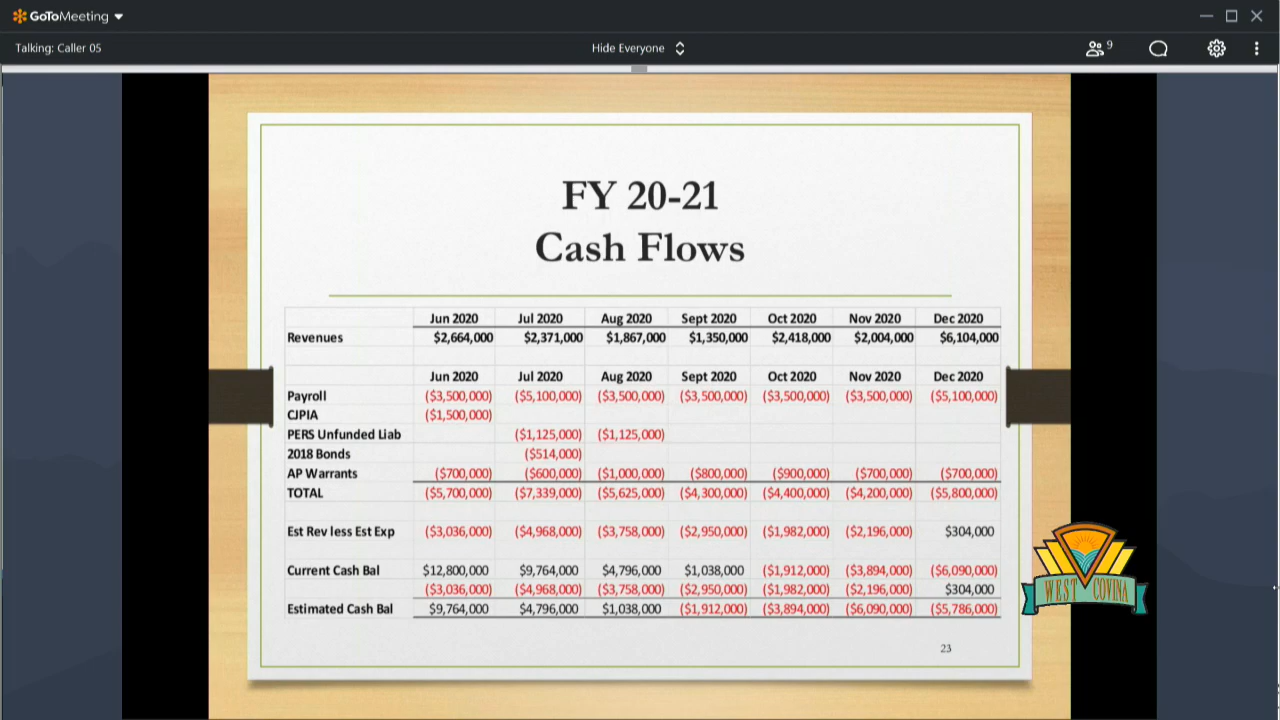 GoToMeeting
Talking: Caller 05
Hide Everyone
9
FY 20-21
Cash Flows
Jun 2020 Jul 2020 Aug 2020 Sept 2020 Oct 2020 Nov 2020 Dec 2020
Revenues $2,664,000 $2,371,000 $1,867,000 $1,350,000 $2,418,000 $2,004,000 $6,104,000
Jun 2020 Jul 2020 Aug 2020 Sept 2020 Oct 2020 Nov 2020 Dec 2020
Payroll ($3,500,000) ($5,100,000) ($3,500,000) ($3,500,000) ($3,500,000) ($3,500,000) ($5,100,000)
CJPIA ($1,500,000)
PERS Unfunded Liab ($1,125,000) ($1,125,000)
2018 Bonds ($514,000)
AP Warrants ($700,000) ($600,000) ($1,000,000) ($800,000) ($900,000) ($700,000) ($700,000)
TOTAL ($5,700,000) ($7,339,000) ($5,625,000) ($4,300,000) ($4,400,000) ($4,200,000) ($5,800,000)
Est Rev less Est Exp ($3,036,000) ($4,968,000) ($3,758,000) ($2,950,000) ($1,982,000) ($2,196,000) $304,000
Current Cash Bal $12,800,000 $9,764,000 $4,796,000 $1,038,000 ($1,912,000) ($3,894,000) ($6,090,000)
($3,036,000) ($4,968,000) ($3,758,000) ($2,950,000) ($1,982,000) ($2,196,000) $304,000
Estimated Cash Bal $9,764,000 $4,796,000 $1,038,000 ($1,912,000) ($3,894,000) ($6,090,000) ($5,786,000)
WEST COVINA
23